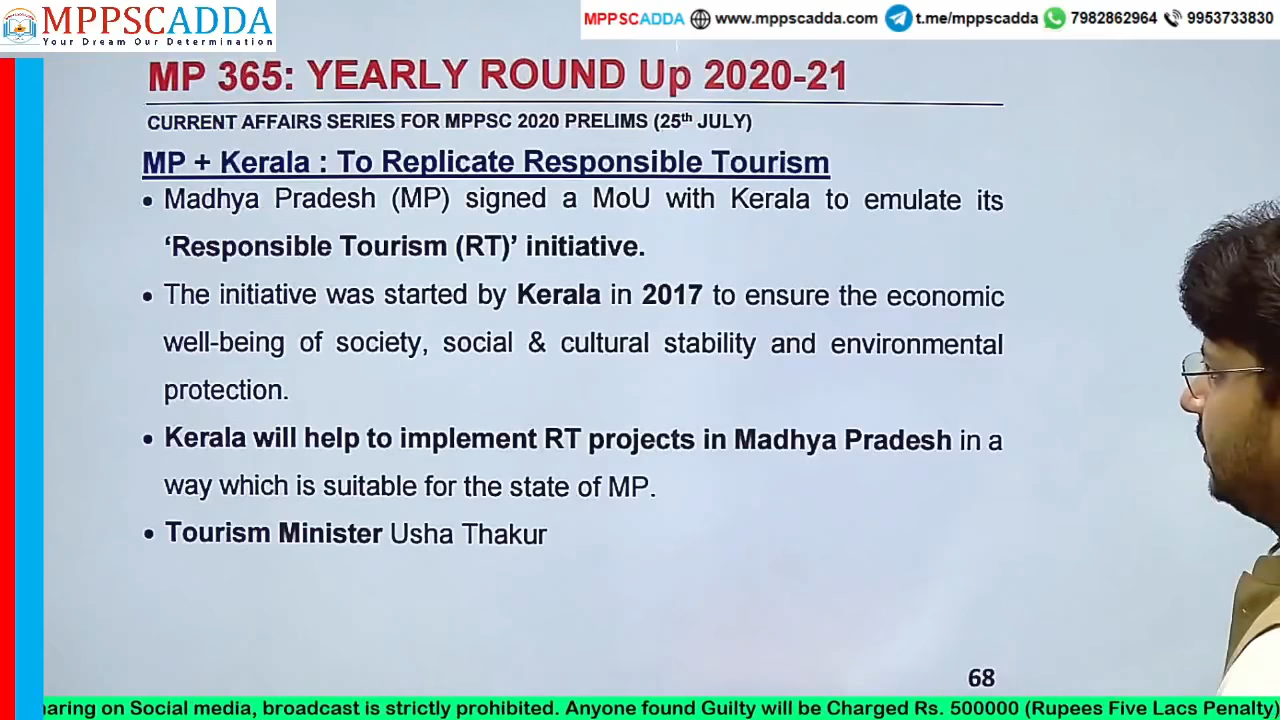 MPPSCADDA
Your Dream Our Determination
MPPSCADDA www.mppscadda.com t.me/mppscadda 7982862964 9953733830
MP 365: YEARLY ROUND Up 2020-21
CURRENT AFFAIRS SERIES FOR MPPSC 2020 PRELIMS (25th JULY)
MP + Kerala : To Replicate Responsible Tourism
• Madhya Pradesh (MP) signed a MoU with Kerala to emulate its
‘Responsible Tourism (RT)’ initiative.
• The initiative was started by Kerala in 2017 to ensure the economic
well-being of society, social & cultural stability and environmental
protection.
• Kerala will help to implement RT projects in Madhya Pradesh in a
way which is suitable for the state of MP.
• Tourism Minister Usha Thakur
68
haring on Social media, broadcast is strictly prohibited. Anyone found Guilty will be Charged Rs. 500000 (Rupees Five Lacs Penalty)